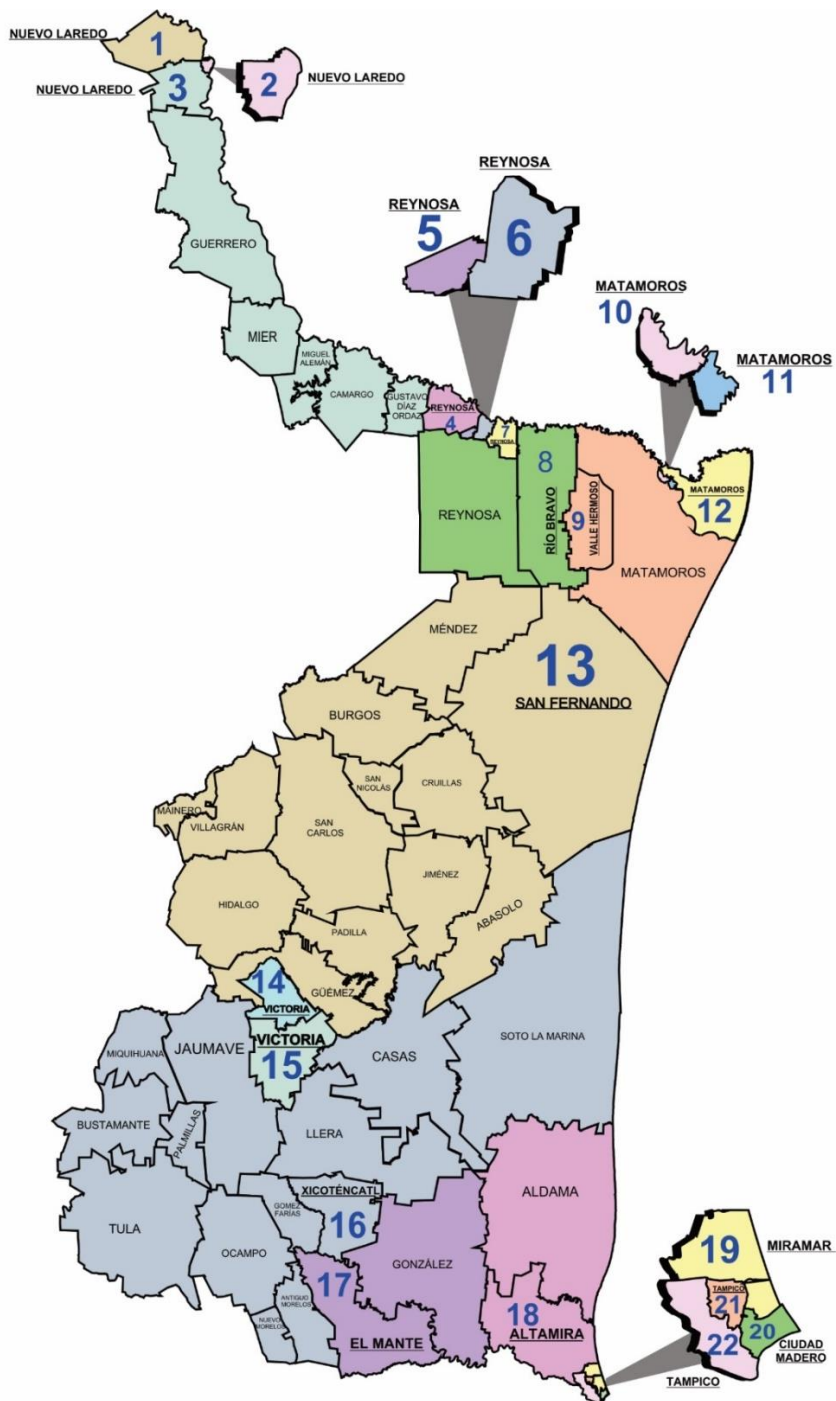 NUEVO LAREDO
1
NUEVO LAREDO
3
2
NUEVO LAREDO
GUERRERO
REYNOSA
REYNOSA
5
6
MIER
MIGUEL
ALEMÁN
CAMARGO
GUSTAVO
DÍAZ
ORDAZ
REYNOSA
4
7
REYNOSA
MATAMOROS
10
MATAMOROS
11
REYNOSA
8
RÍO BRAVO
9
VALLE HERMOSO
MATAMOROS
12
MATAMOROS
MÉNDEZ
13
SAN FERNANDO
BURGOS
SAN
NICOLÁS
CRUILLAS
MAINERO
VILLAGRÁN
SAN
CARLOS
HIDALGO
JIMÉNEZ
ABASOLO
PADILLA
14
VICTORIA
GÜÉMEZ
VICTORIA
15
MIQUIHUANA
JAUMAVE
CASAS
SOTO LA MARINA
BUSTAMANTE
PALMILLAS
LLERA
TULA
OCAMPO
GOMEZ
FARÍAS
XICOTÉNCATL
16
ALDAMA
17
GONZÁLEZ
ANTIGUO
MORELOS
NUEVO
MORELOS
EL MANTE
18
ALTAMIRA
19
MIRAMAR
TAMPICO
21
20
22
CIUDAD
MADERO
TAMPICO